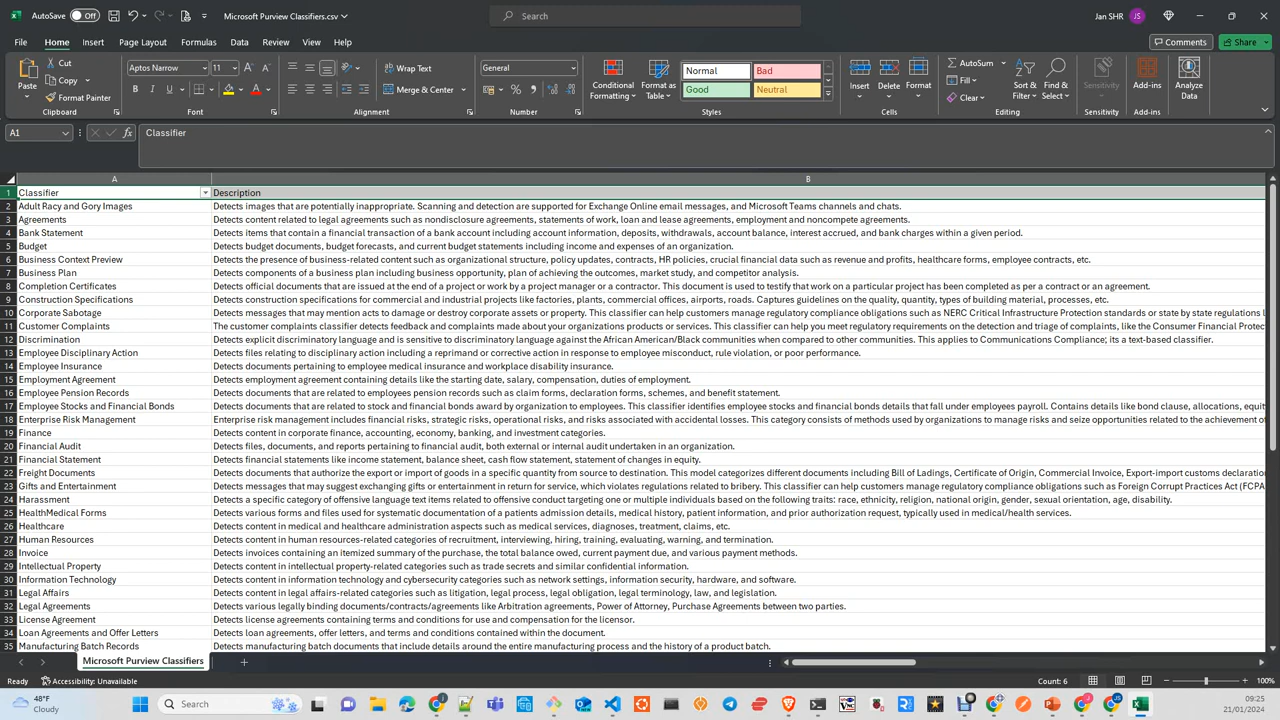 AutoSave Off Microsoft Purview Classifiers.csv Search Jan SHR JS
File Home Insert Page Layout Formulas Data Review View Help Comments Share
Paste Cut Copy Format Painter Clipboard
Aptos Narrow 11 B I U Font
Wrap Text Merge & Center Alignment
General Number
Conditional Formatting Format as Table Normal Bad Good Neutral Styles
Insert Delete Format Cells
AutoSum Fill Clear Sort & Filter Find & Select Editing
Sensitivity Sensitivity Add-ins Add-ins Analyze Data
A1 fx Classifier
A B
1 Classifier Description
2 Adult Racy and Gory Images Detects images that are potentially inappropriate. Scanning and detection are supported for Exchange Online email messages, and Microsoft Teams channels and chats.
3 Agreements Detects content related to legal agreements such as nondisclosure agreements, statements of work, loan and lease agreements, employment and noncompete agreements.
4 Bank Statement Detects items that contain a financial transaction of a bank account including account information, deposits, withdrawals, account balance, interest accrued, and bank charges within a given period.
5 Budget Detects budget documents, budget forecasts, and current budget statements including income and expenses of an organization.
6 Business Context Preview Detects the presence of business-related content such as organizational structure, policy updates, contracts, HR policies, crucial financial data such as revenue and profits, healthcare forms, employee contracts, etc.
7 Business Plan Detects components of a business plan including business opportunity, plan of achieving the outcomes, market study, and competitor analysis.
8 Completion Certificates Detects official documents that are issued at the end of a project or work by a project manager or a contractor. This document is used to testify that work on a particular project has been completed as per a contract or an agreement.
9 Construction Specifications Detects construction specifications for commercial and industrial projects like factories, plants, commercial offices, airports, roads. Captures guidelines on the quality, quantity, types of building material, processes, etc.
10 Corporate Sabotage Detects messages that may mention acts to damage or destroy corporate assets or property. This classifier can help customers manage regulatory compliance obligations such as NERC Critical Infrastructure Protection standards or state by state regulations l
11 Customer Complaints The customer complaints classifier detects feedback and complaints made about your organizations products or services. This classifier can help you meet regulatory requirements on the detection and triage of complaints, like the Consumer Financial Protec
12 Discrimination Detects explicit discriminatory language and is sensitive to discriminatory language against the African American/Black communities when compared to other communities. This applies to Communications Compliance; its a text-based classifier.
13 Employee Disciplinary Action Detects files relating to disciplinary action including a reprimand or corrective action in response to employee misconduct, rule violation, or poor performance.
14 Employee Insurance Detects documents pertaining to employee medical insurance and workplace disability insurance.
15 Employment Agreement Detects employment agreement containing details like the starting date, salary, compensation, duties of employment.
16 Employee Pension Records Detects documents that are related to employees pension records such as claim forms, declaration forms, schemes, and benefit statement.
17 Employee Stocks and Financial Bonds Detects documents that are related to stock and financial bonds award by organization to employees. This classifier identifies employee stocks and financial bonds details that fall under employees payroll. Contains details like bond clause, allocations, equit
18 Enterprise Risk Management Enterprise risk management includes financial risks, strategic risks, operational risks, and risks associated with accidental losses. This category consists of methods used by organizations to manage risks and seize opportunities related to the achievement o
19 Finance Detects content in corporate finance, accounting, economy, banking, and investment categories.
20 Financial Audit Detects files, documents, and reports pertaining to financial audit, both external or internal audit undertaken in an organization.
21 Financial Statement Detects financial statements like income statement, balance sheet, cash flow statement, statement of changes in equity.
22 Freight Documents Detects documents that authorize the export or import of goods in a specific quantity from source to destination. This model categorizes different documents including Bill of Ladings, Certificate of Origin, Commercial Invoice, Export-import customs declaratio
23 Gifts and Entertainment Detects messages that may suggest exchanging gifts or entertainment in return for service, which violates regulations related to bribery. This classifier can help customers manage regulatory compliance obligations such as Foreign Corrupt Practices Act (FCPA
24 Harassment Detects a specific category of offensive language text items related to offensive conduct targeting one or multiple individuals based on the following traits: race, ethnicity, religion, national origin, gender, sexual orientation, age, disability.
25 HealthMedical Forms Detects various forms and files used for systematic documentation of a patients admission details, medical history, patient information, and prior authorization request, typically used in medical/health services.
26 Healthcare Detects content in medical and healthcare administration aspects such as medical services, diagnoses, treatment, claims, etc.
27 Human Resources Detects content in human resources-related categories of recruitment, interviewing, hiring, training, evaluating, warning, and termination.
28 Invoice Detects invoices containing an itemized summary of the purchase, the total balance owed, current payment due, and various payment methods.
29 Intellectual Property Detects content in intellectual property-related categories such as trade secrets and similar confidential information.
30 Information Technology Detects content in information technology and cybersecurity categories such as network settings, information security, hardware, and software.
31 Legal Affairs Detects content in legal affairs-related categories such as litigation, legal process, legal obligation, legal terminology, law, and legislation.
32 Legal Agreements Detects various legally binding documents/contracts/agreements like Arbitration agreements, Power of Attorney, Purchase Agreements between two parties.
33 License Agreement Detects license agreements containing terms and conditions for use and compensation for the licensor.
34 Loan Agreements and Offer Letters Detects loan agreements, offer letters, and terms and conditions contained within the document.
35 Manufacturing Batch Records Detects manufacturing batch documents that include details around the entire manufacturing process and the history of a product batch.
Microsoft Purview Classifiers
Ready Accessibility: Unavailable Count: 6 100%
48°F Cloudy Search 09:25 21/01/2024